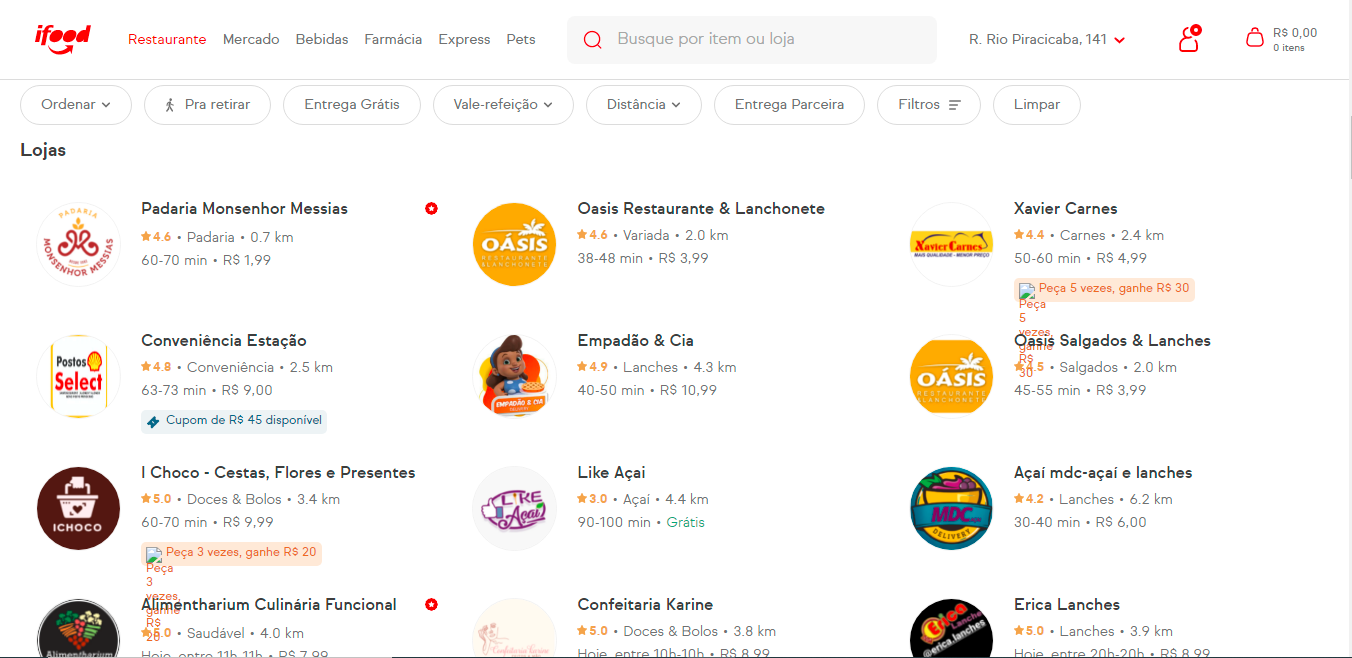 ifood
Restaurante Mercado Bebidas Farmácia Express Pets
Busque por item ou loja
R. Rio Piracicaba, 141
R$ 0,00
0 itens
Ordenar Pra retirar Entrega Grátis Vale-refeição Distância Entrega Parceira Filtros Limpar
Lojas
PADARIA
MONSENHOR MESSIAS
Padaria Monsenhor Messias
4.6 • Padaria • 0.7 km
60-70 min • R$ 1,99
OÁSIS
RESTAURANTE
&LANCHONETE
Oasis Restaurante & Lanchonete
4.6 • Variada • 2.0 km
38-48 min • R$ 3,99
Xavier Carnes
MAIS QUALIDADE - MENOR PREÇO
Xavier Carnes
4.4 • Carnes • 2.4 km
50-60 min • R$ 4,99
Peça 5 vezes, ganhe R$ 30
Peça
5
vezes,
ganhe
R$
30
Postos
Select
Conveniência Estação
4.8 • Conveniência • 2.5 km
63-73 min • R$ 9,00
Cupom de R$ 45 disponível
EMPADÃO & CIA
DELIVERY
Empadão & Cia
4.9 • Lanches • 4.3 km
40-50 min • R$ 10,99
OÁSIS
RESTAURANTE
&LANCHONETE
Oasis Salgados & Lanches
4.5 • Salgados • 2.0 km
45-55 min • R$ 3,99
ICHOCO
I Choco - Cestas, Flores e Presentes
5.0 • Doces & Bolos • 3.4 km
60-70 min • R$ 9,99
Peça 3 vezes, ganhe R$ 20
Peça
3
vezes,
ganhe
R$
20
LIKE
Açaí
Like Açai
3.0 • Açaí • 4.4 km
90-100 min • Grátis
MDC
DELIVERY
Açaí mdc-açaí e lanches
4.2 • Lanches • 6.2 km
30-40 min • R$ 6,00
Alimentharium
Alimentharium Culinária Funcional
5.0 • Saudável • 4.0 km
Hoje, entre 11h-11h • R$ 7,99
Confeitaria Karine
Confeitaria Karine
5.0 • Doces & Bolos • 3.8 km
Hoje, entre 10h-10h • R$ 8,99
Erica
Lanches
@erica.lanches
Erica Lanches
5.0 • Lanches • 3.9 km
Hoje, entre 20h-20h • R$ 8,99